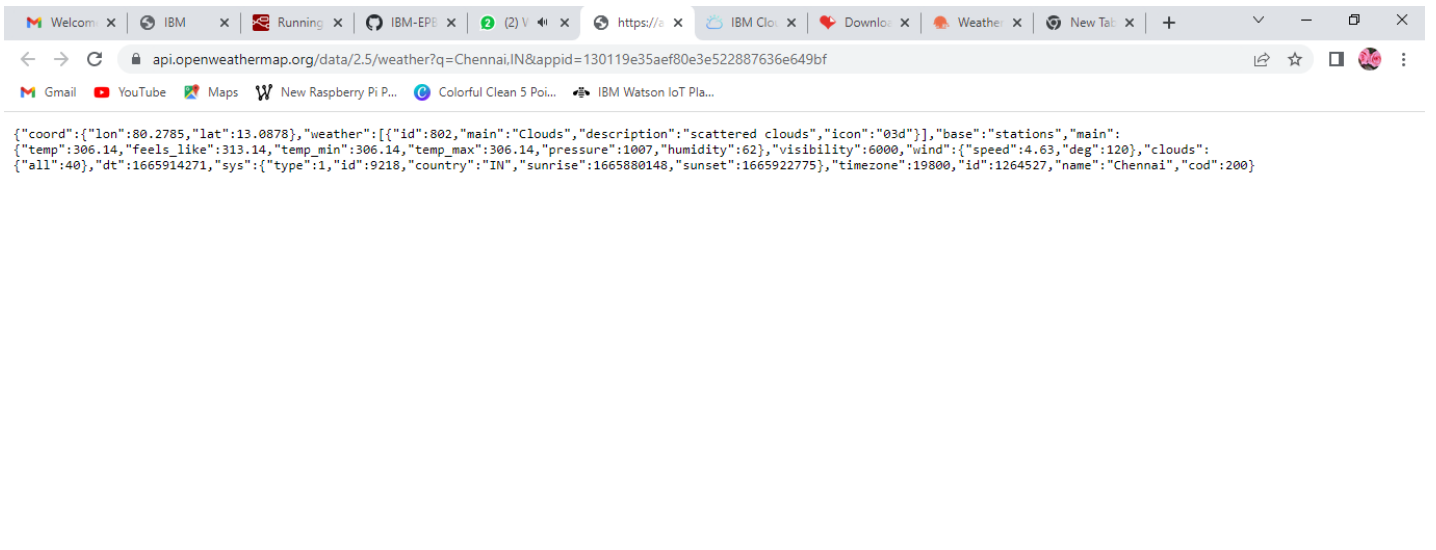 Welcom
IBM
Running
IBM-EPB
2 (2) V
https://a
IBM Clou
Downloa
Weather
New Tab
api.openweathermap.org/data/2.5/weather?q=Chennai,IN&appid=130119e35aef80e3e522887636e649bf
Gmail YouTube Maps New Raspberry Pi P... Colorful Clean 5 Poi... IBM Watson IoT Pla...
{"coord":{"lon":80.2785,"lat":13.0878},"weather":[{"id":802,"main":"Clouds","description":"scattered clouds","icon":"03d"}],"base":"stations","main":
{"temp":306.14,"feels_like":313.14,"temp_min":306.14,"temp_max":306.14,"pressure":1007,"humidity":62},"visibility":6000,"wind":{"speed":4.63,"deg":120},"clouds":
{"all":40},"dt":1665914271,"sys":{"type":1,"id":9218,"country":"IN","sunrise":1665880148,"sunset":1665922775},"timezone":19800,"id":1264527,"name":"Chennai","cod":200}